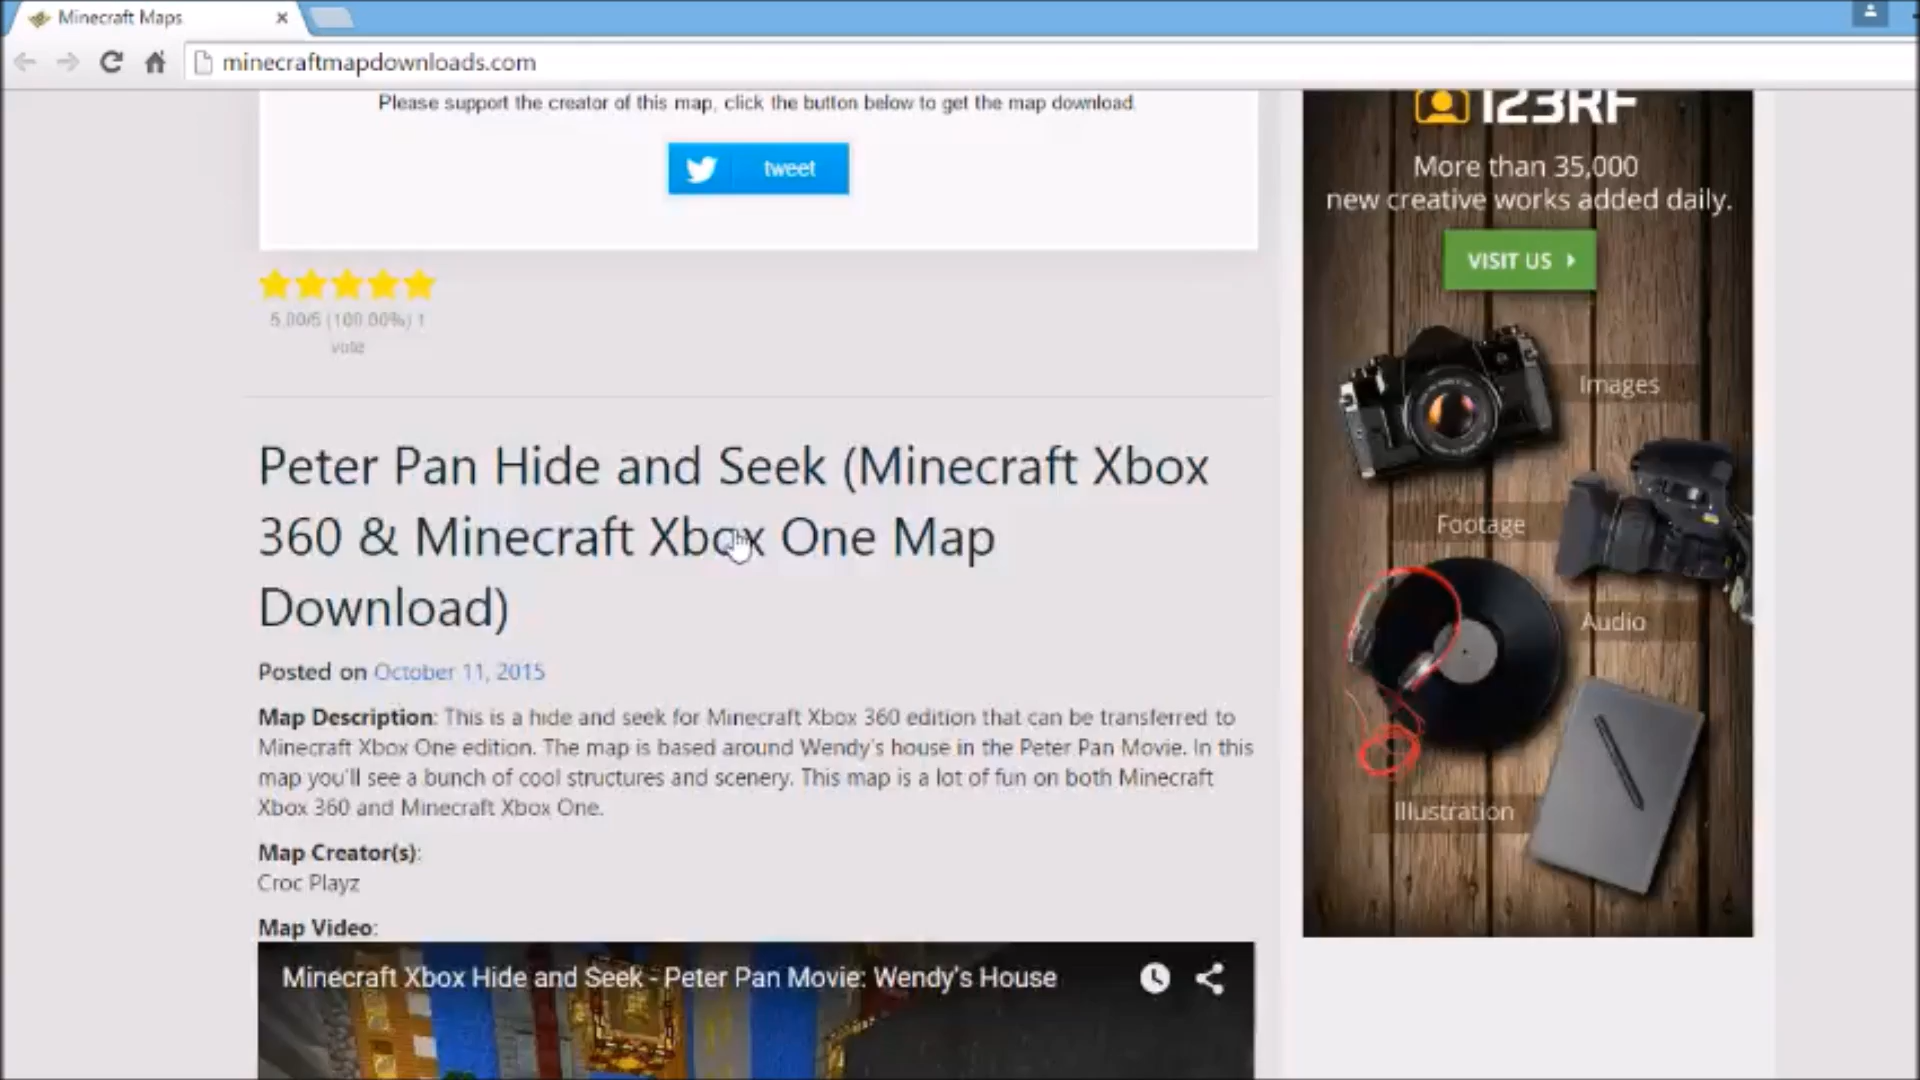 Minecraft Maps
minecraftmapdownloads.com
Please support the creator of this map, click the button below to get the map download.
tweet
5.00/5 (100.00%) 1
vote
Peter Pan Hide and Seek (Minecraft Xbox
360 & Minecraft Xbox One Map
Download)
Posted on October 11, 2015
Map Description: This is a hide and seek for Minecraft Xbox 360 edition that can be transferred to
Minecraft Xbox One edition. The map is based around Wendy's house in the Peter Pan Movie. In this
map you'll see a bunch of cool structures and scenery. This map is a lot of fun on both Minecraft
Xbox 360 and Minecraft Xbox One.
Map Creator(s):
Croc Playz
Map Video:
Minecraft Xbox Hide and Seek - Peter Pan Movie: Wendy's House
123RF
More than 35,000
new creative works added daily.
VISIT US
Images
Footage
Audio
Illustration